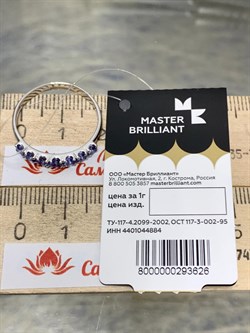 MASTER
BRILLIANT
ООО «Мастер Бриллиант»
Ул. Локомотивная, 2, г. Кострома, Россия
8 800 505 3857 masterbrilliant.com
цена за 1г
цена изд.
ТУ-117-4.2099-2002, ОСТ 117-3-002-95
ИНН 4401044884
8000000293626